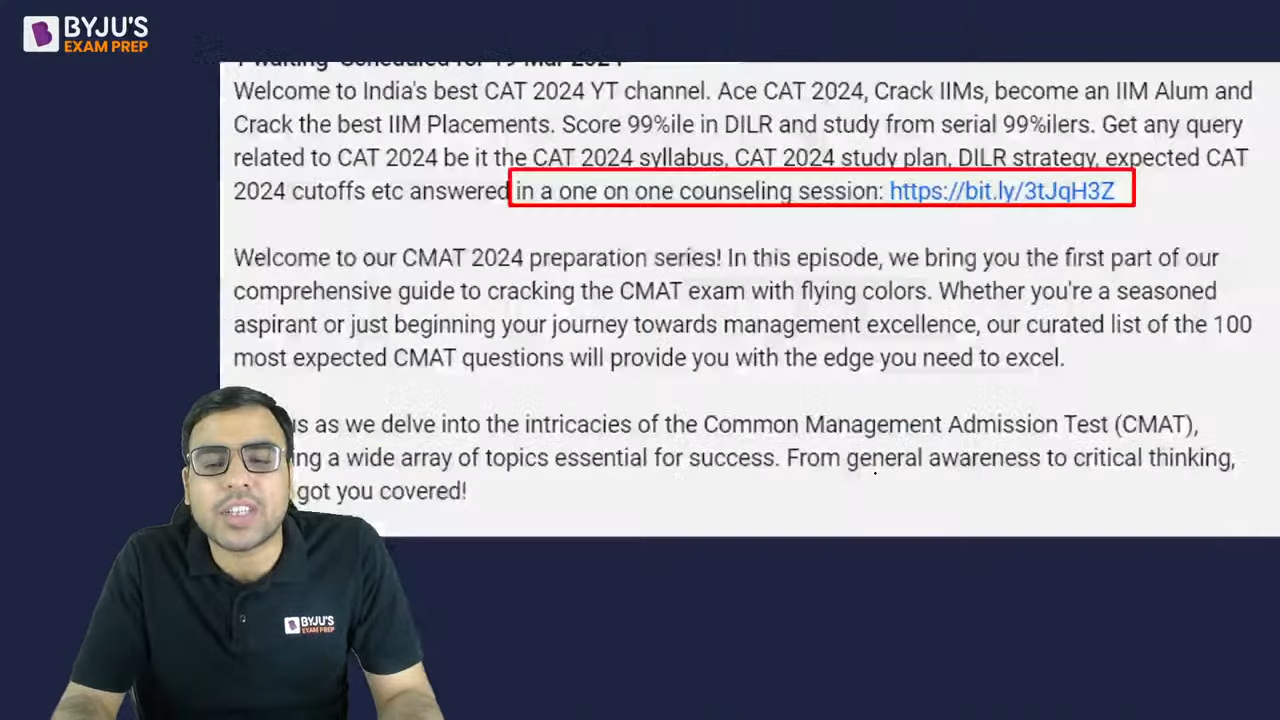 BYJU'S
EXAM PREP
1 waiting Scheduled for 19 Mar 2024
Welcome to India's best CAT 2024 YT channel. Ace CAT 2024, Crack IIMs, become an IIM Alum and
Crack the best IIM Placements. Score 99%ile in DILR and study from serial 99%ilers. Get any query
related to CAT 2024 be it the CAT 2024 syllabus, CAT 2024 study plan, DILR strategy, expected CAT
2024 cutoffs etc answered in a one on one counseling session: https://bit.ly/3tJqH3Z
Welcome to our CMAT 2024 preparation series! In this episode, we bring you the first part of our
comprehensive guide to cracking the CMAT exam with flying colors. Whether you're a seasoned
aspirant or just beginning your journey towards management excellence, our curated list of the 100
most expected CMAT questions will provide you with the edge you need to excel.
us as we delve into the intricacies of the Common Management Admission Test (CMAT),
ing a wide array of topics essential for success. From general awareness to critical thinking,
got you covered!
BYJU'S
EXAM PREP